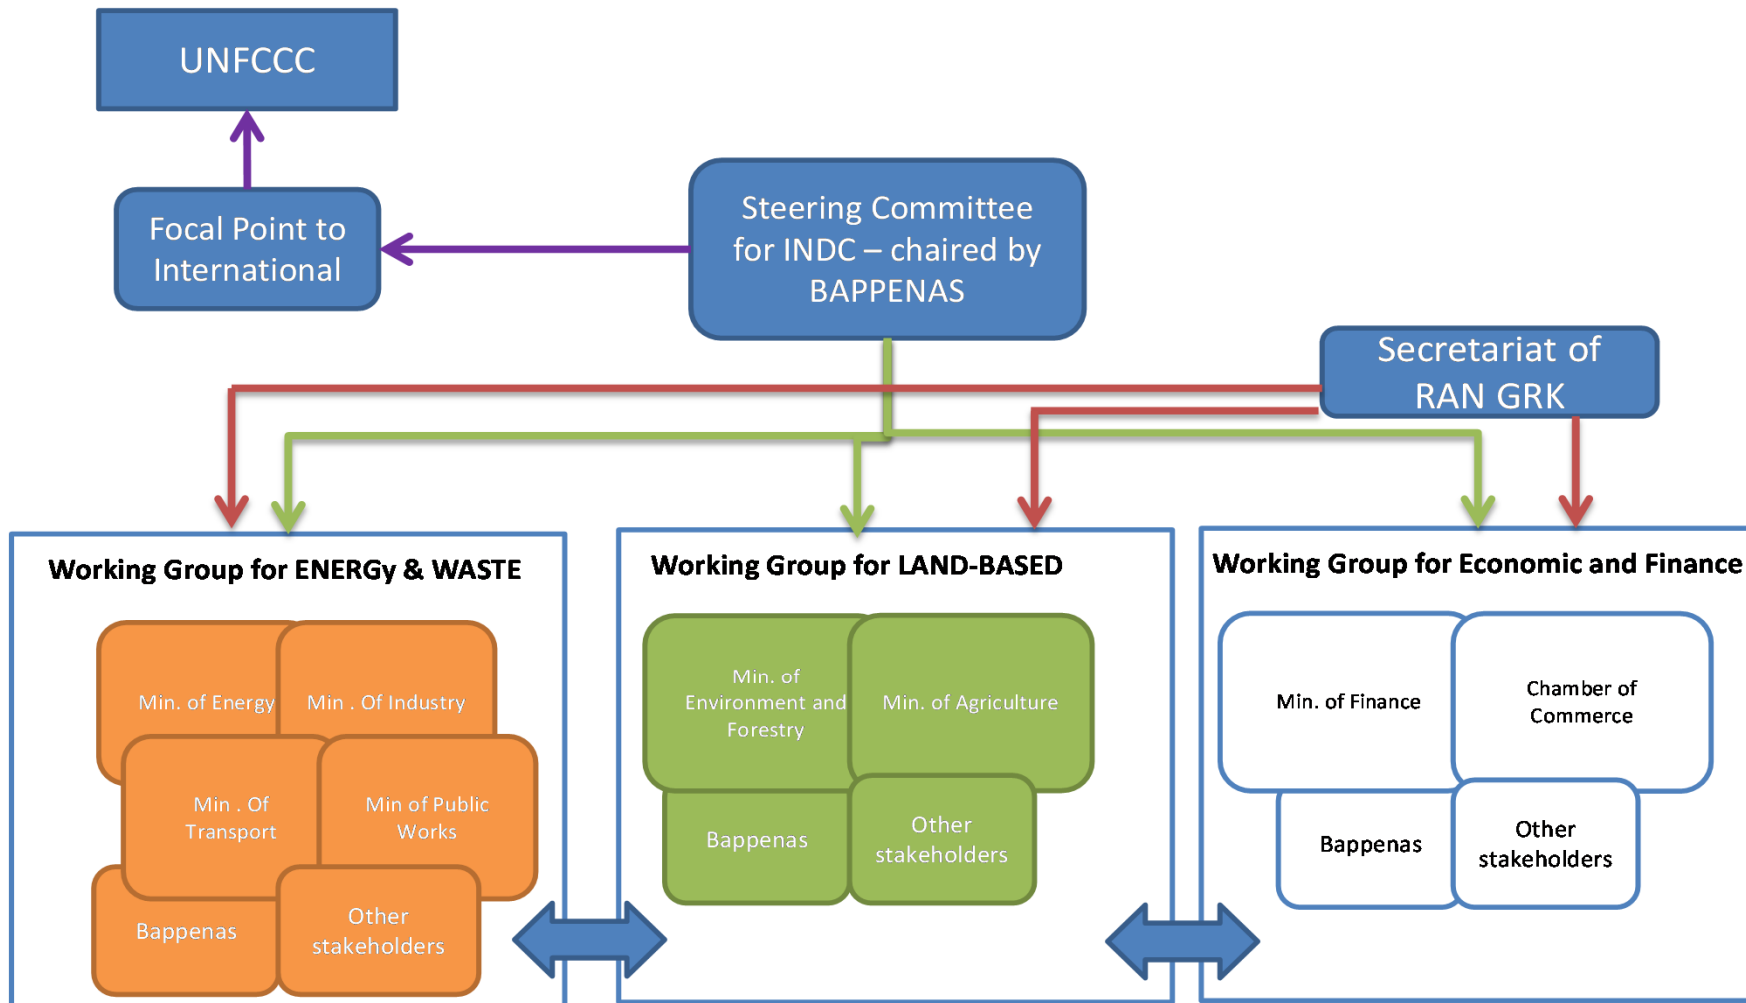 UNFCCC
Focal Point to
International
Steering Committee
for INDC – chaired by
BAPPENAS
Secretariat of
RAN GRK
Working Group for ENERGy & WASTE
Min. of Energy
Min . Of Industry
Min . Of
Transport
Min of Public
Works
Bappenas
Other
stakeholders
Working Group for LAND-BASED
Min. of
Environment and
Forestry
Min. of Agriculture
Bappenas
Other
stakeholders
Working Group for Economic and Finance
Min. of Finance
Chamber of
Commerce
Bappenas
Other
stakeholders